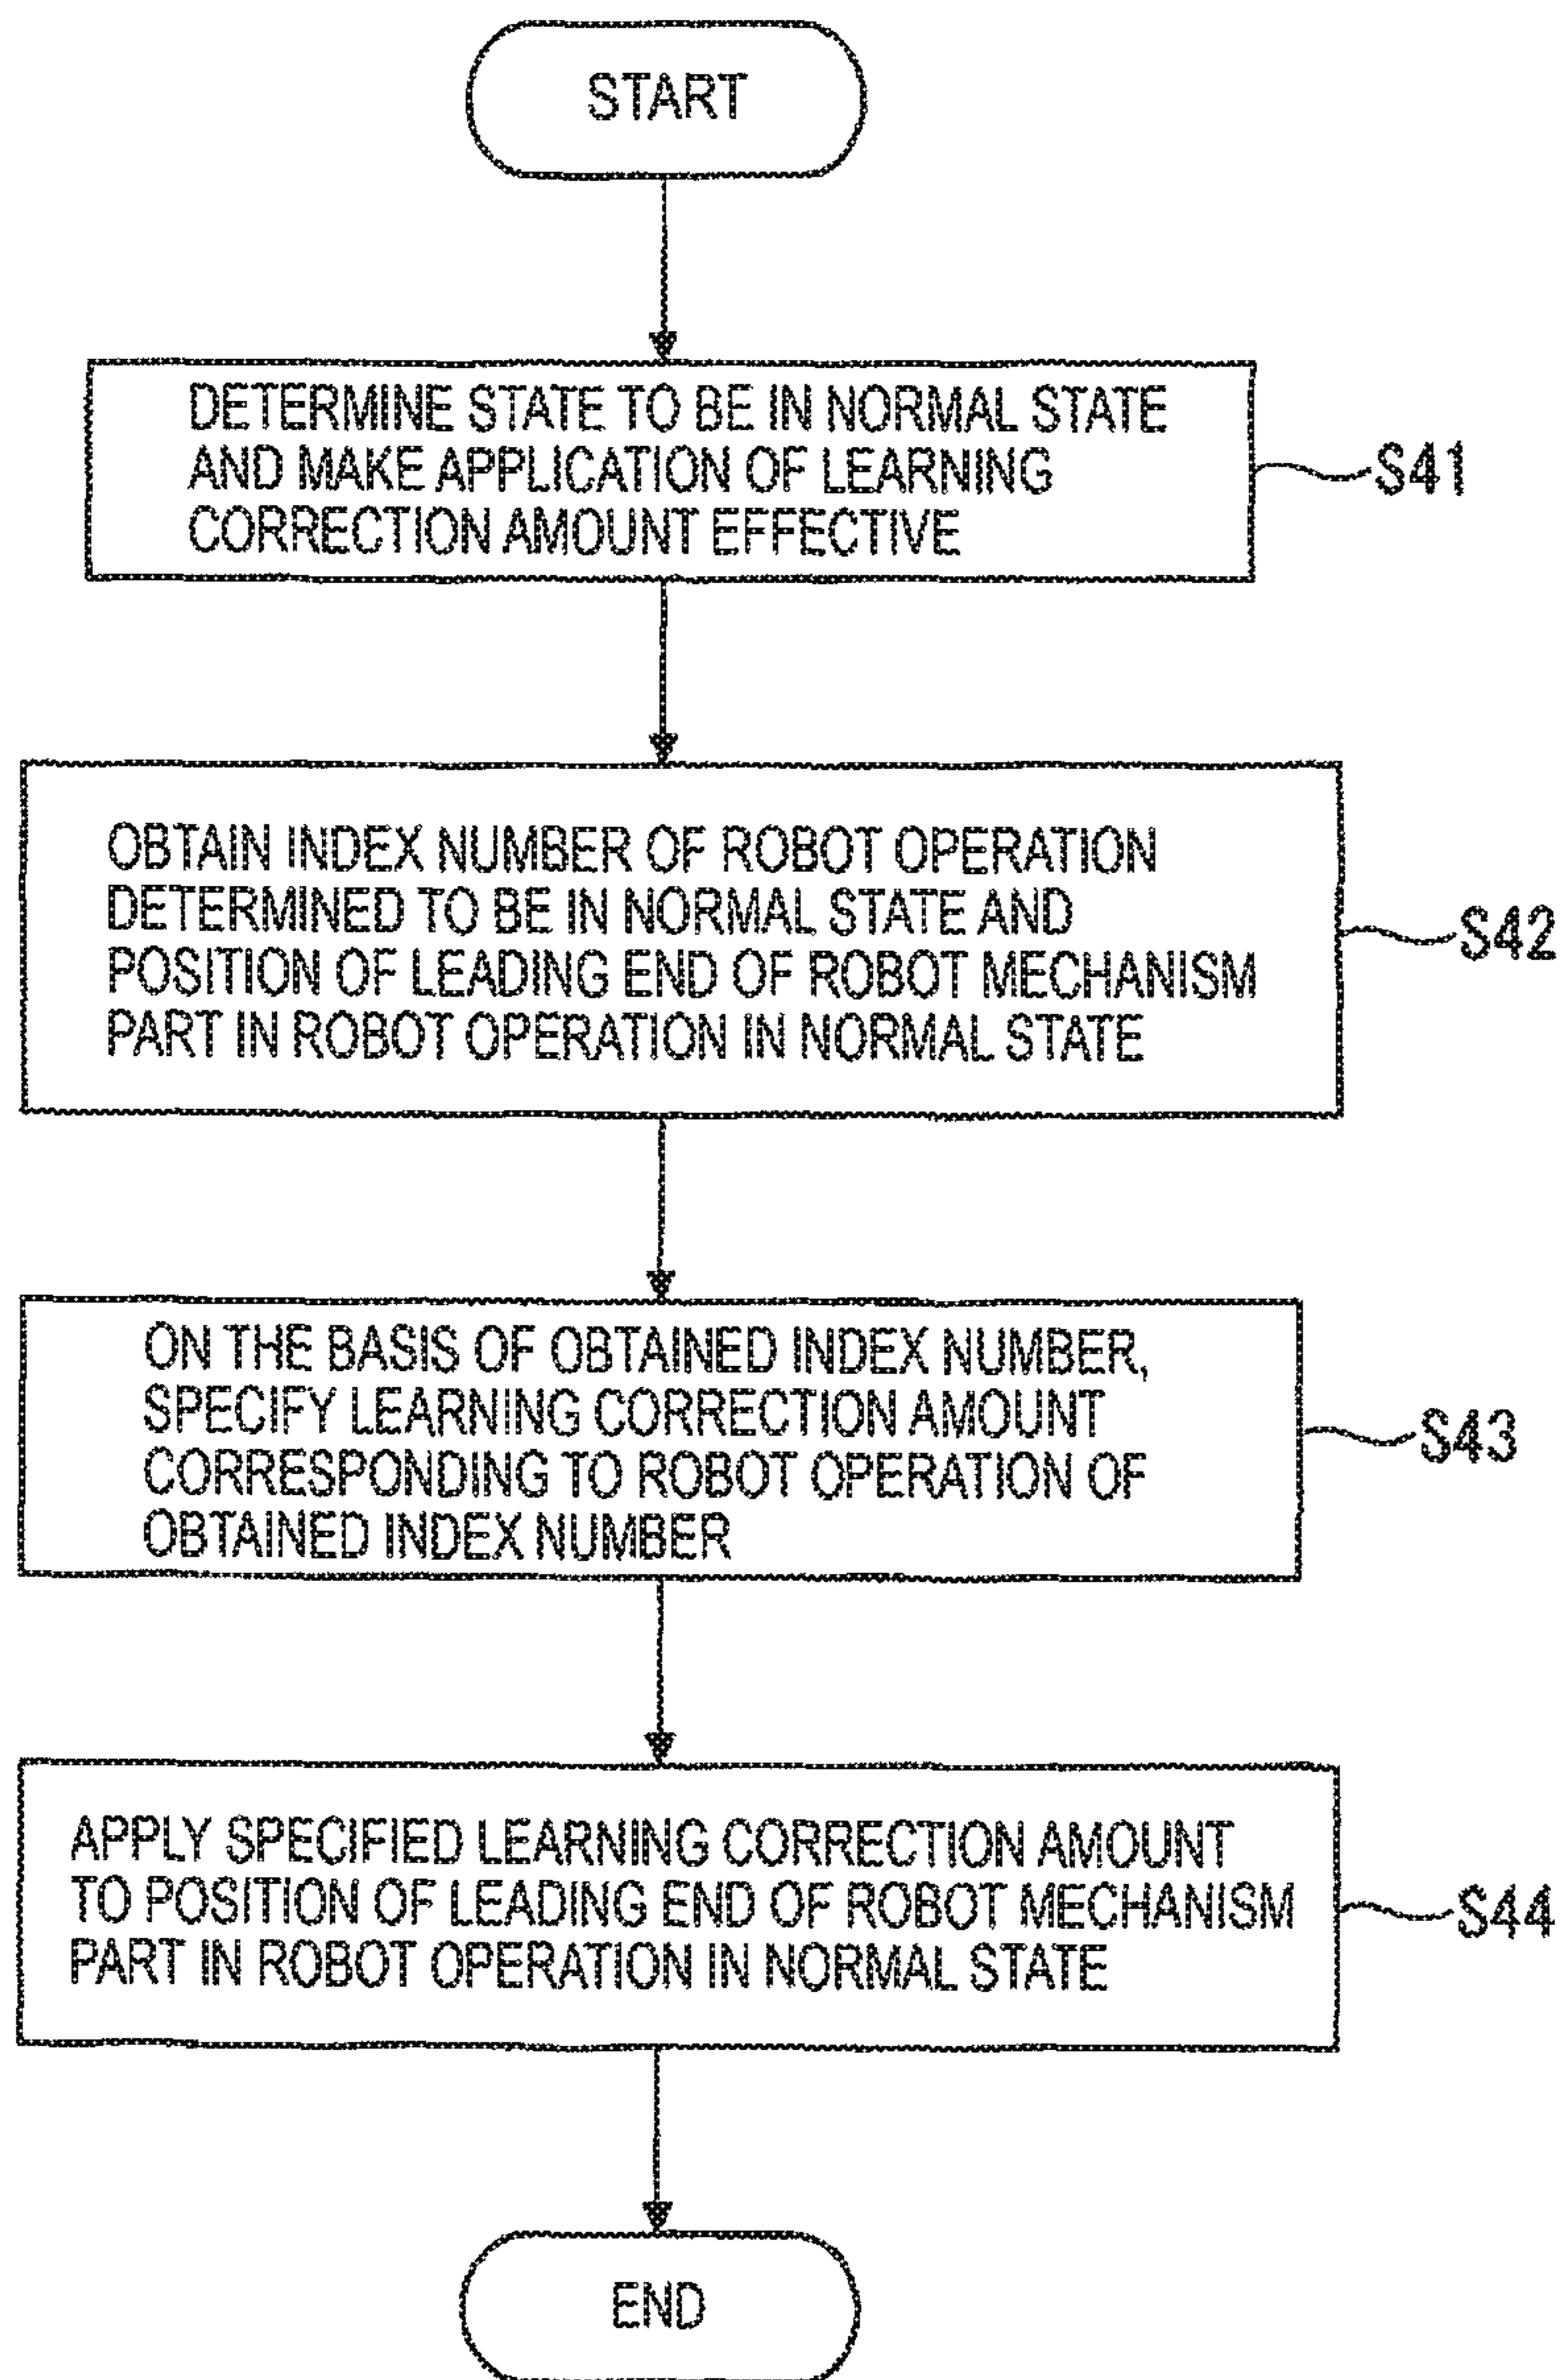 START
DETERMINE STATE TO BE IN NORMAL STATE
AND MAKE APPLICATION OF LEARNING
CORRECTION AMOUNT EFFECTIVE
S41
OBTAIN INDEX NUMBER OF ROBOT OPERATION
DETERMINED TO BE IN NORMAL STATE AND
POSITION OF LEADING END OF ROBOT MECHANISM
PART IN ROBOT OPERATION IN NORMAL STATE
S42
ON THE BASIS OF OBTAINED INDEX NUMBER,
SPECIFY LEARNING CORRECTION AMOUNT
CORRESPONDING TO ROBOT OPERATION OF
OBTAINED INDEX NUMBER
S43
APPLY SPECIFIED LEARNING CORRECTION AMOUNT
TO POSITION OF LEADING END OF ROBOT MECHANISM
PART IN ROBOT OPERATION IN NORMAL STATE
S44
END